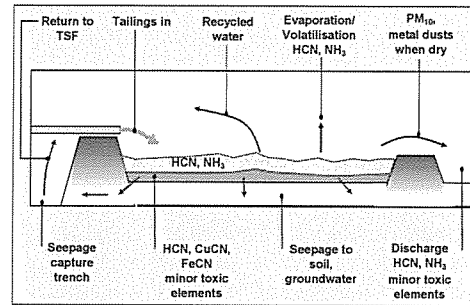 Return to
TSF
Tailings in
Recycled
water
Evaporation/
Volatilisation
HCN, NH₃
PM₁₀,
metal dusts
when dry
HCN, NH₃
Seepage
capture
trench
HCN, CuCN,
FeCN
minor toxic
elements
Seepage to
soil,
groundwater
Discharge
HCN, NH₃
minor toxic
elements